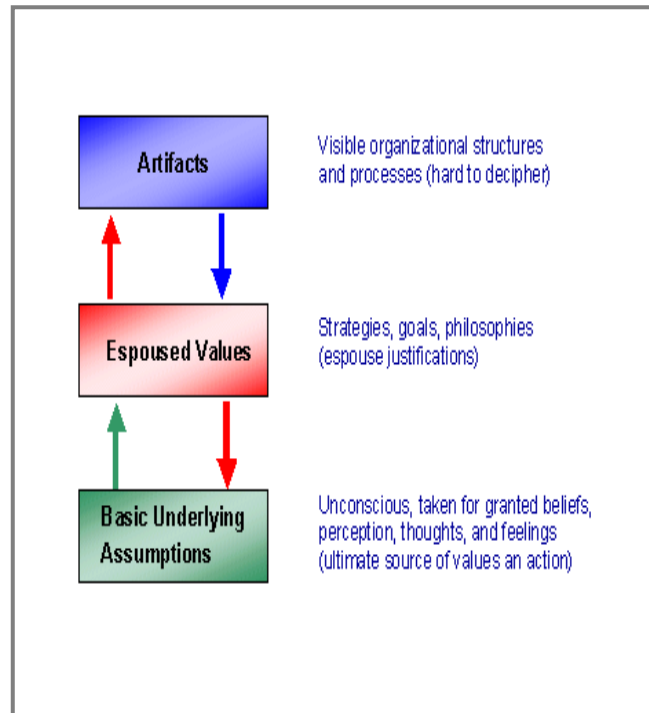 Artifacts
Visible organizational structures
and processes (hard to decipher)
Espoused Values
Strategies, goals, philosophies
(espouse justifications)
Basic Underlying
Assumptions
Unconscious, taken for granted beliefs,
perception, thoughts, and feelings
(ultimate source of values an action)